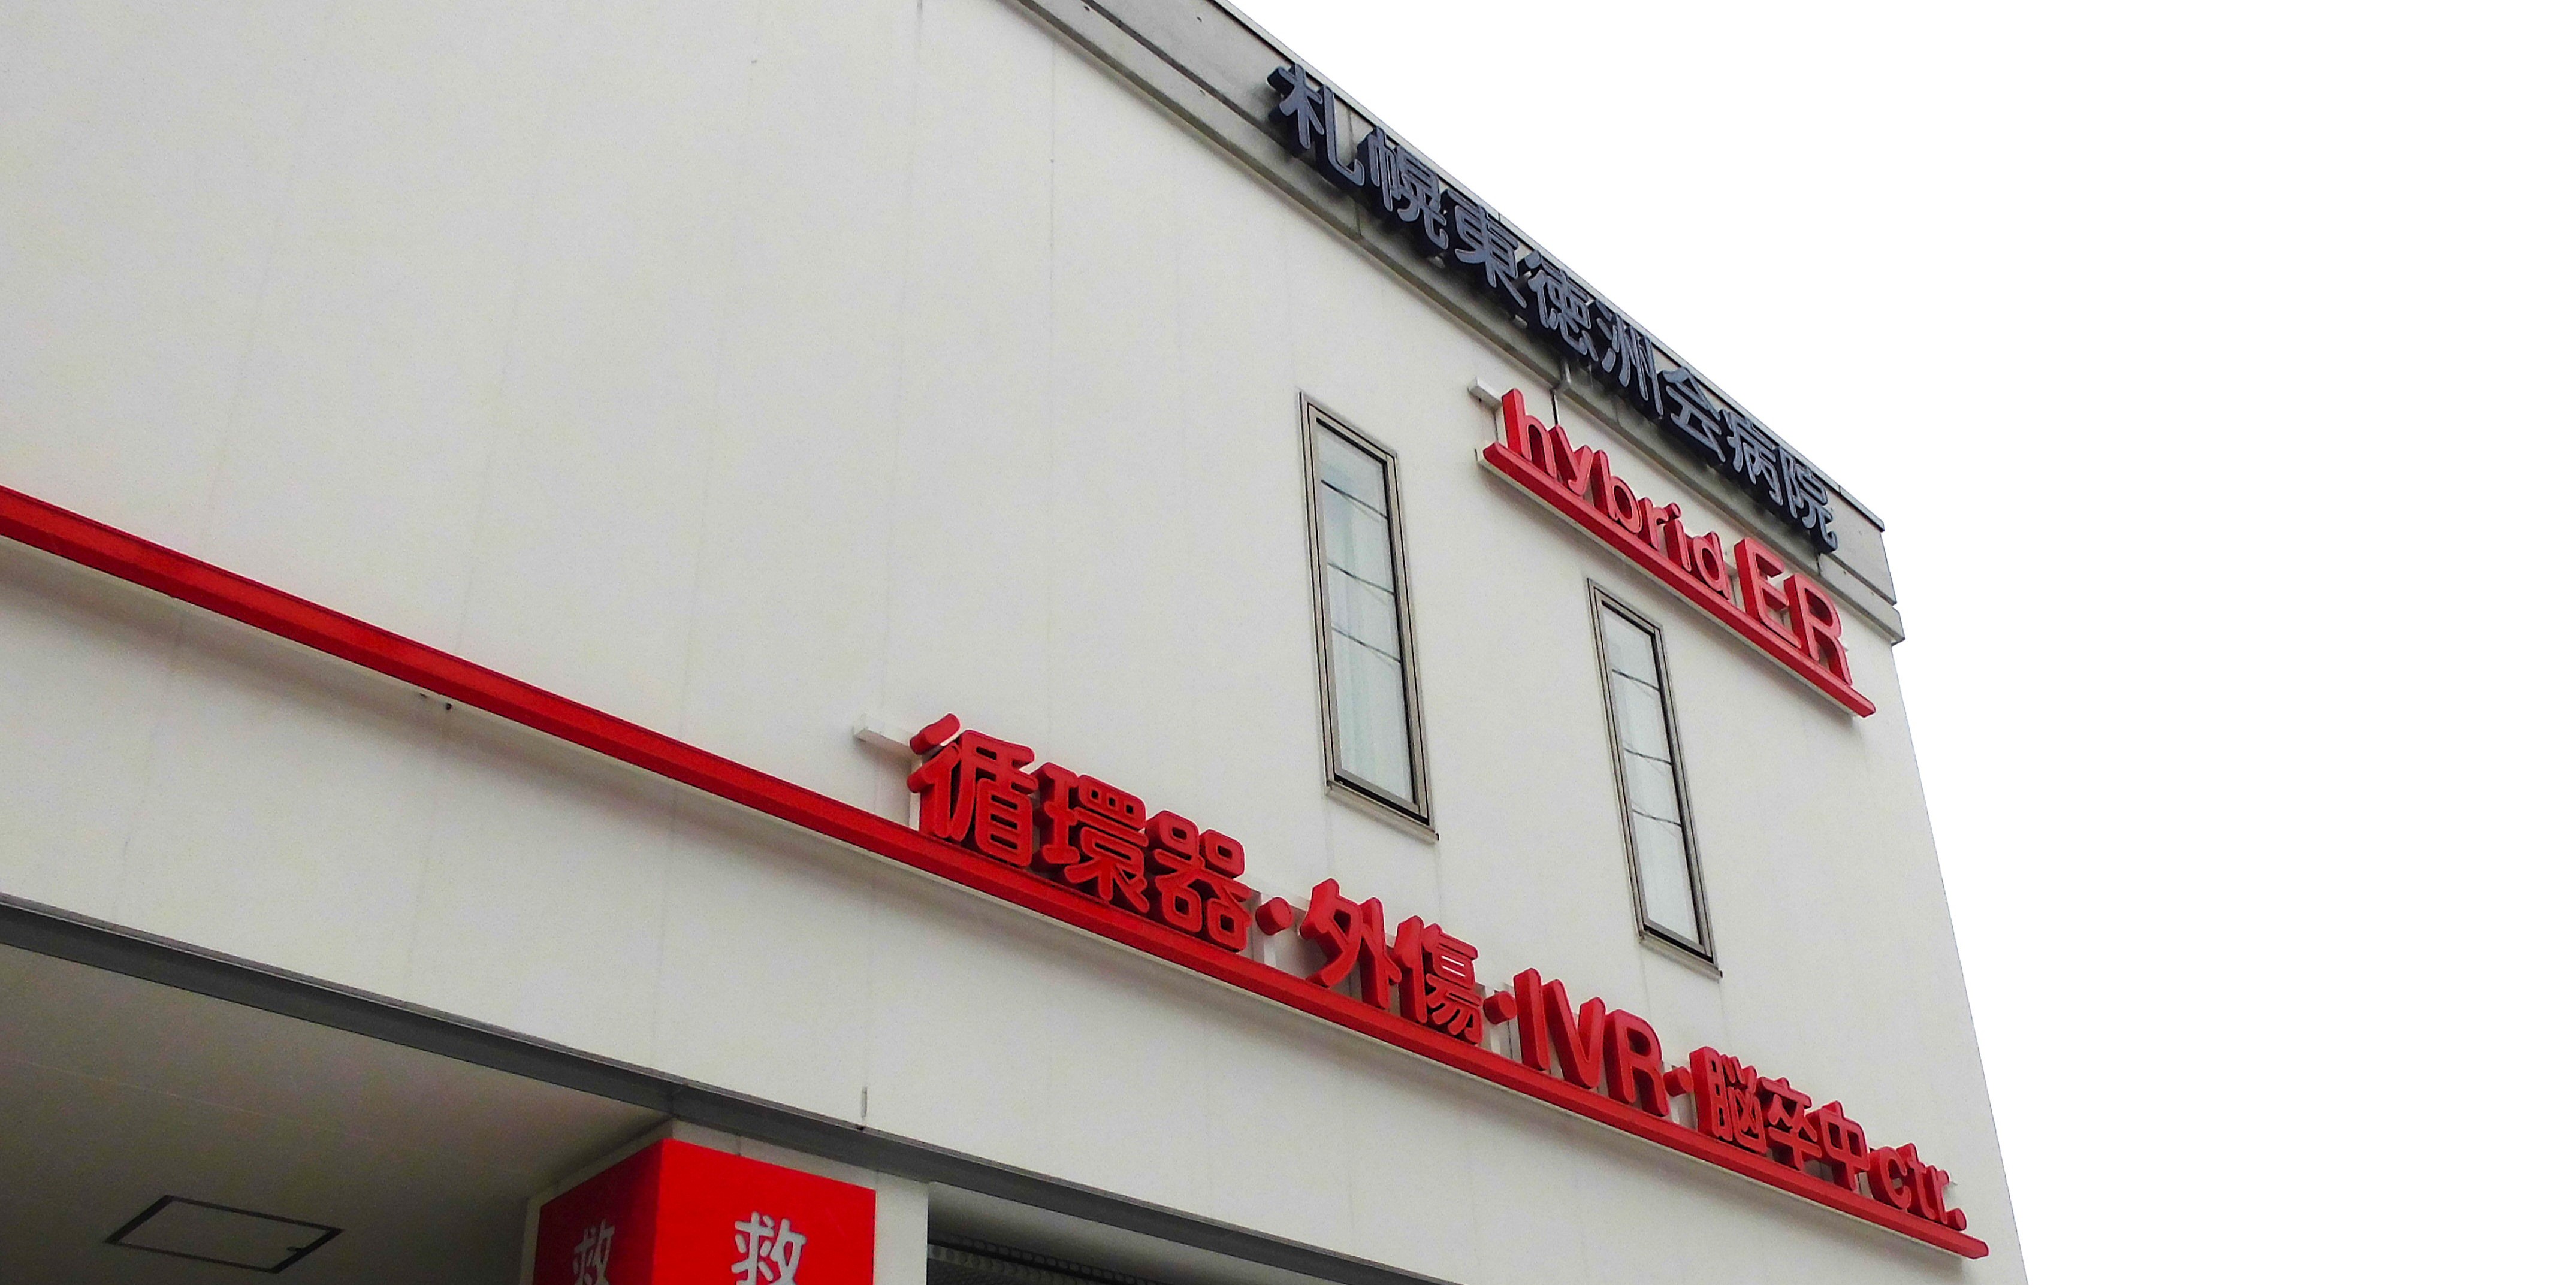 札幌東徳洲会病院
hybrid ER
循環器・外傷・IVR・脳卒中ctr.
救
救